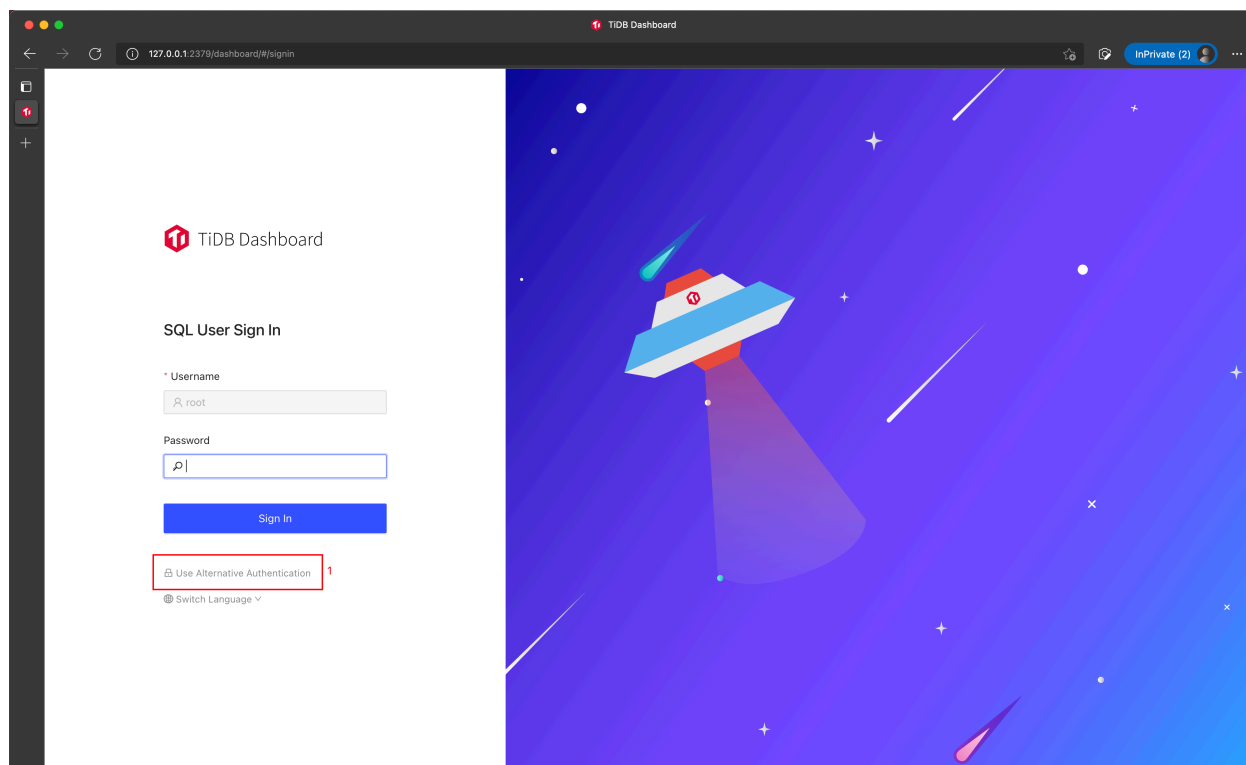 TiDB Dashboard
127.0.0.1:2379/dashboard/#/signin
InPrivate (2)
TiDB Dashboard
SQL User Sign In
* Username
root
Password
Sign In
Use Alternative Authentication 1
Switch Language